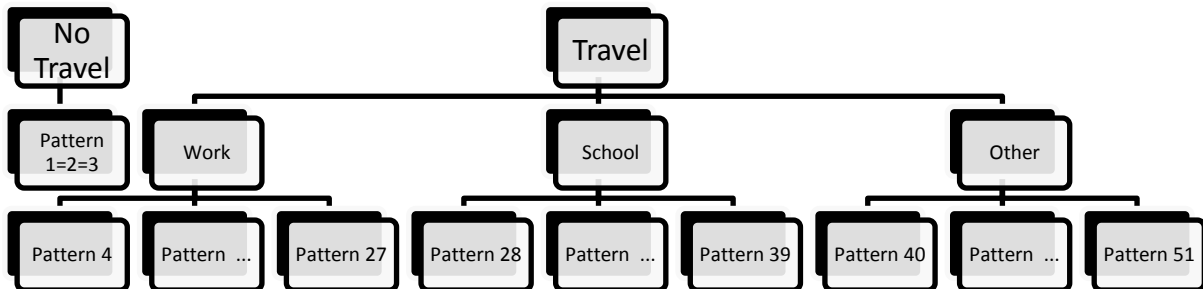 No
Travel
Travel
Pattern
1=2=3
Work
School
Other
Pattern 4
Pattern ...
Pattern 27
Pattern 28
Pattern ...
Pattern 39
Pattern 40
Pattern ...
Pattern 51